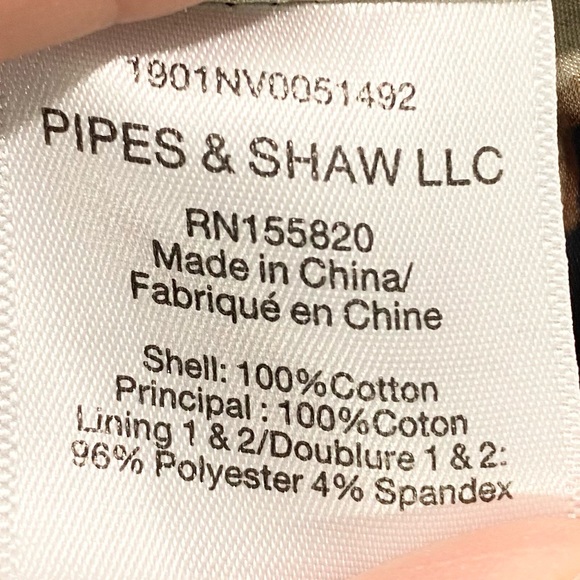 1901NV0051492
PIPES & SHAW LLC
RN155820
Made in China/
Fabriqué en Chine
Shell: 100%Cotton
Principal : 100%Coton
Lining 1 & 2/Doublure 1 & 2:
96% Polyester 4% Spandex